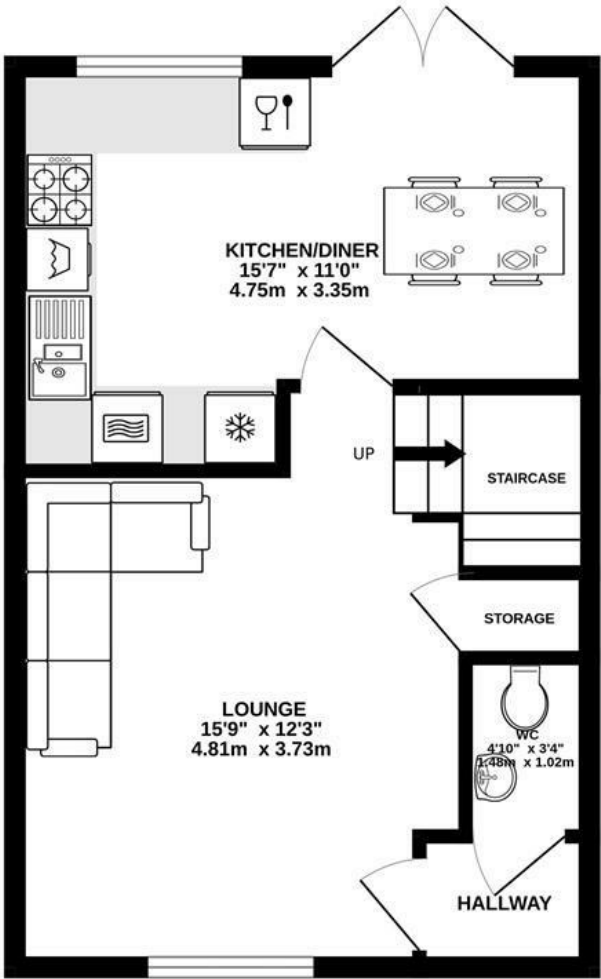 KITCHEN/DINER
15'7" x 11'0"
4.75m x 3.35m
UP
STAIRCASE
STORAGE
LOUNGE
15'9" x 12'3"
4.81m x 3.73m
WC
4'10" x 3'4"
1.48m x 1.02m
HALLWAY